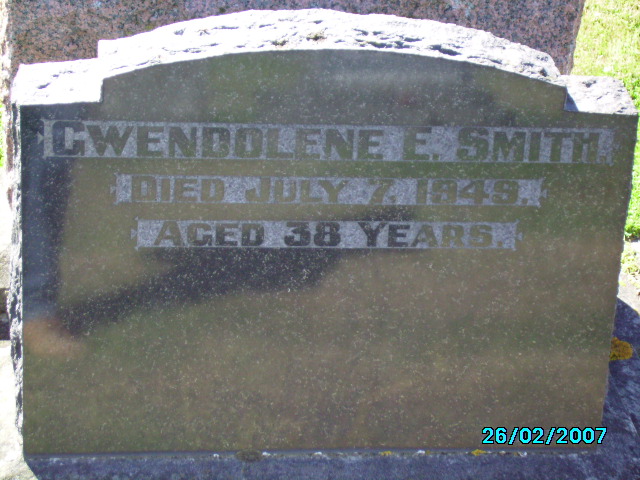 GWENDOLENE E. SMITH.
DIED JULY 7, 1949.
AGED 38 YEARS.
26/02/2007